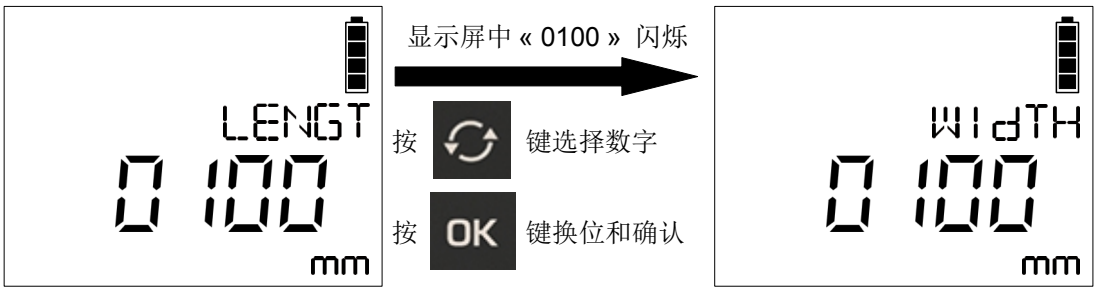 LENGT
0100
mm
显示屏中 « 0100 » 闪烁
按 键选择数字
按 OK 键换位和确认
WIdTH
0100
mm